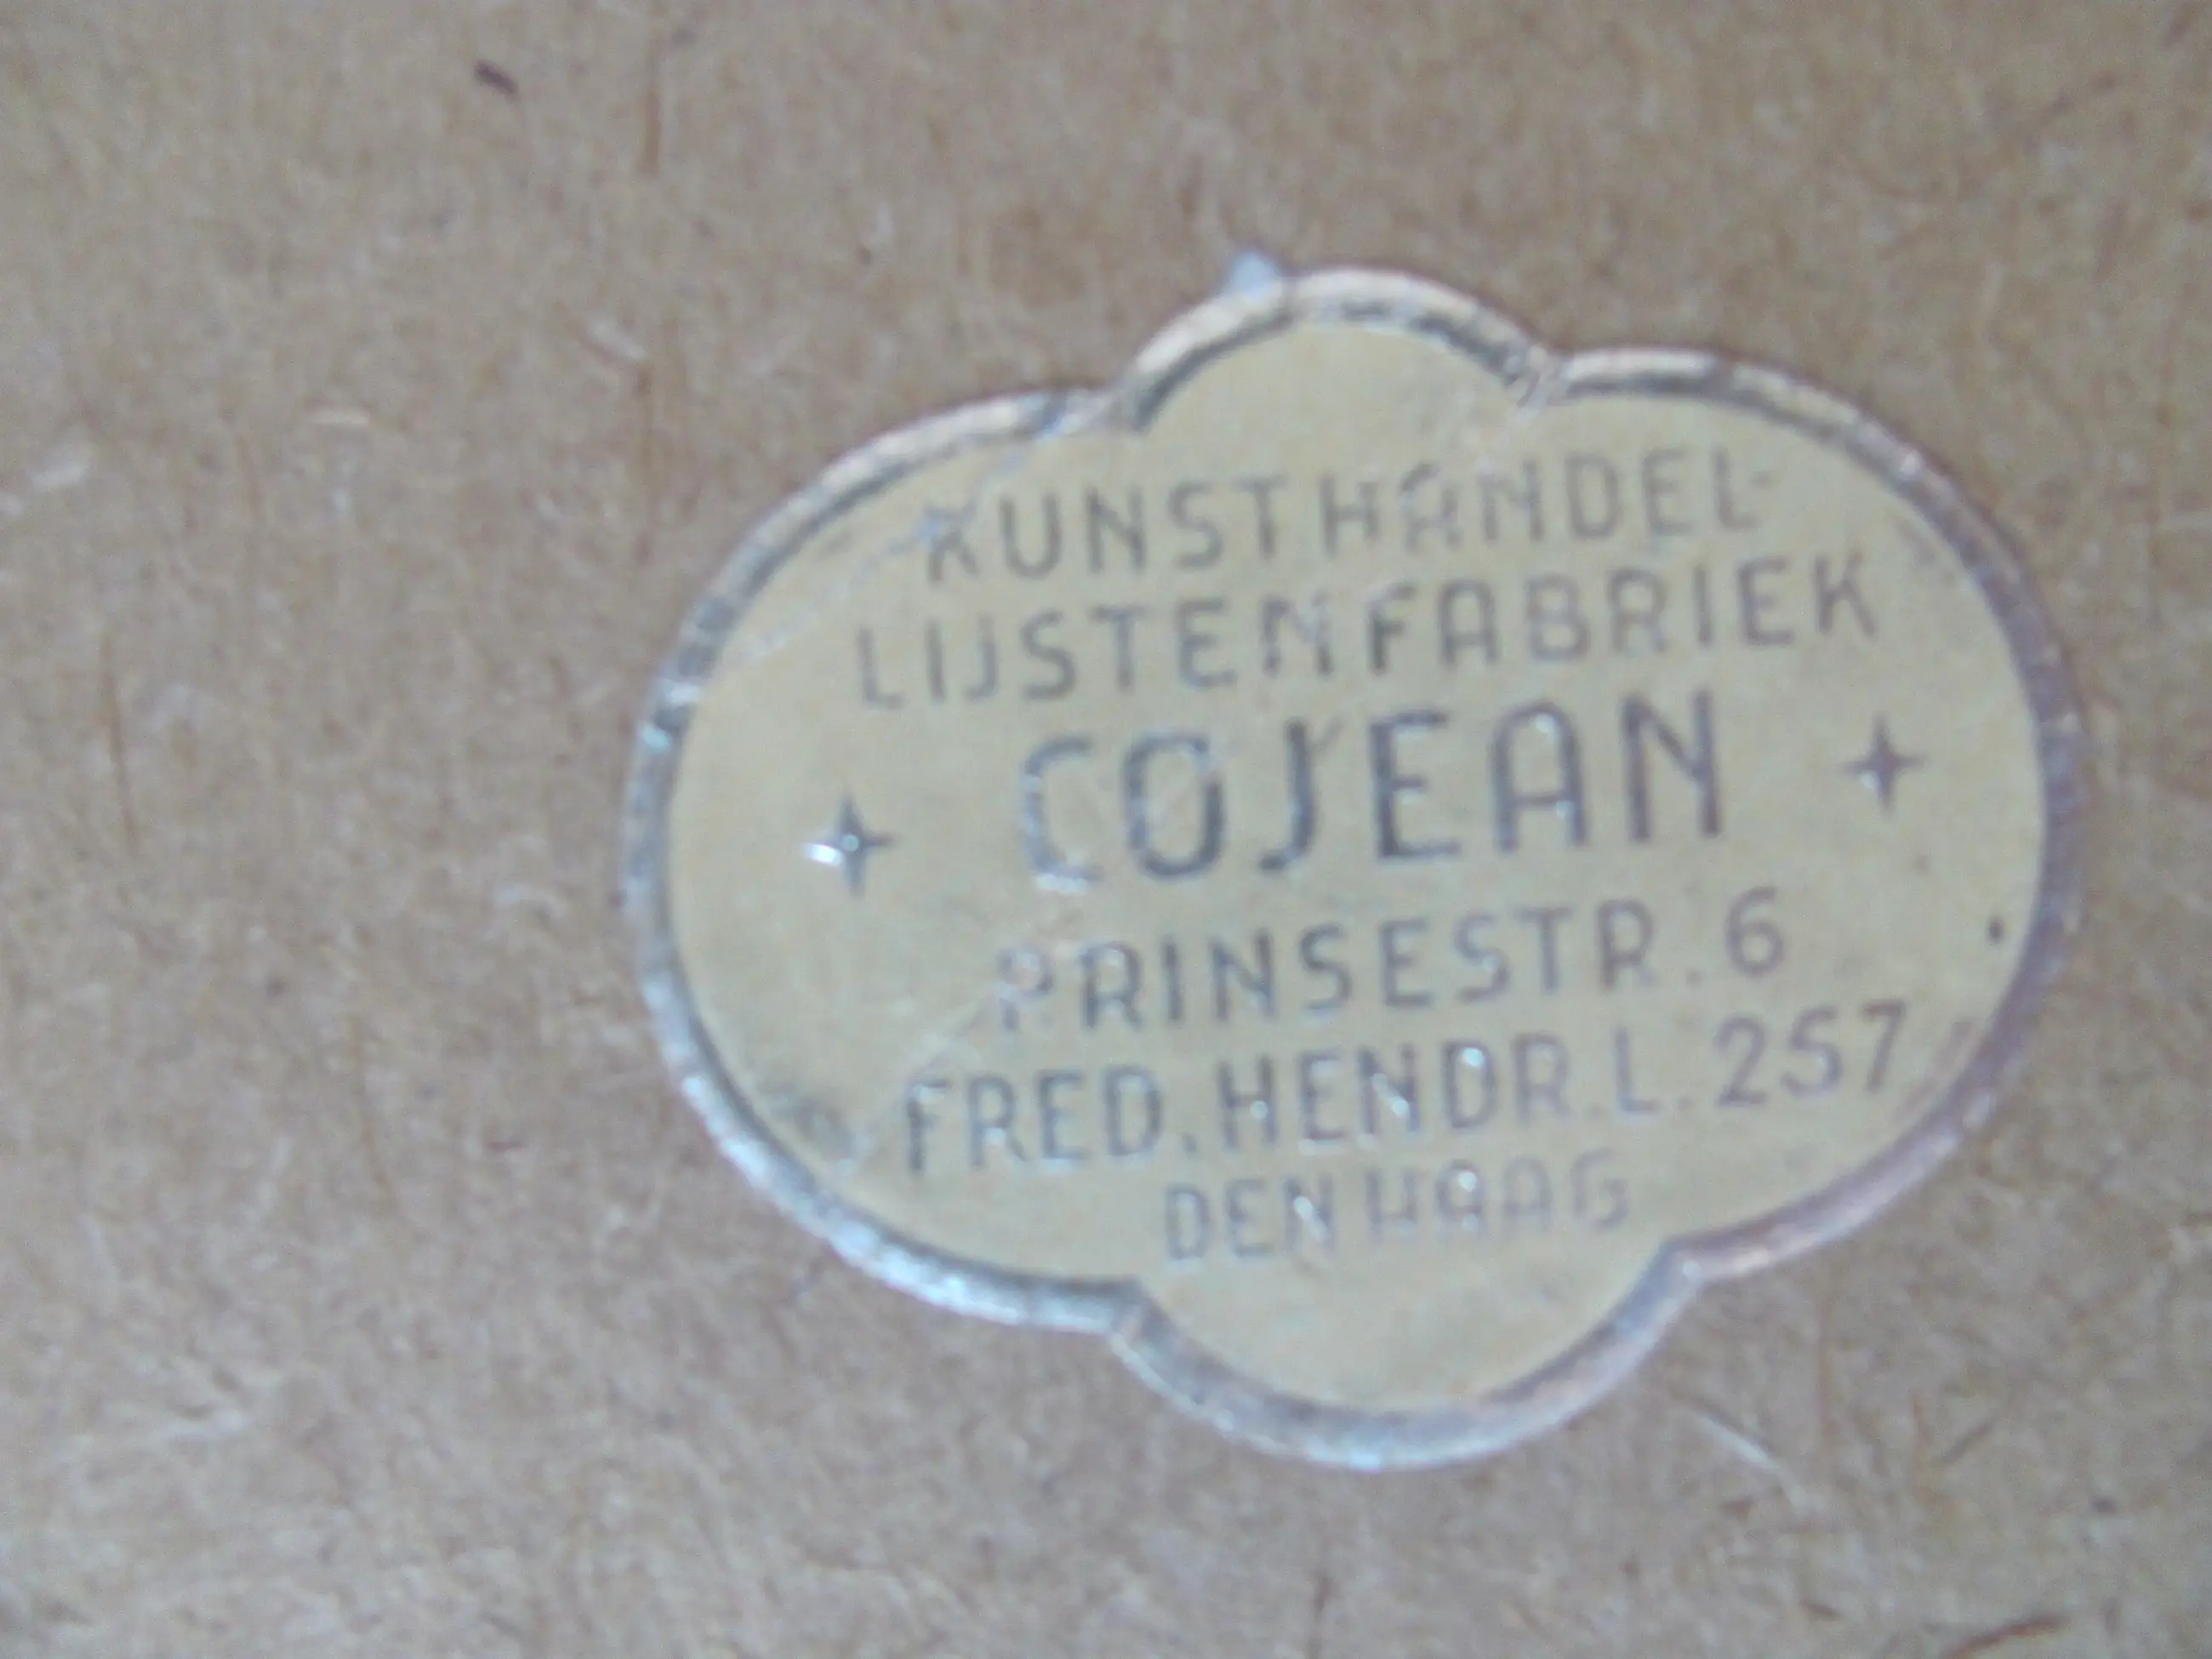 KUNSTHANDEL-
LIJSTENFABRIEK
COJEAN
PRINSESTR. 6
FRED. HENDR. L. 257
DEN HAAG